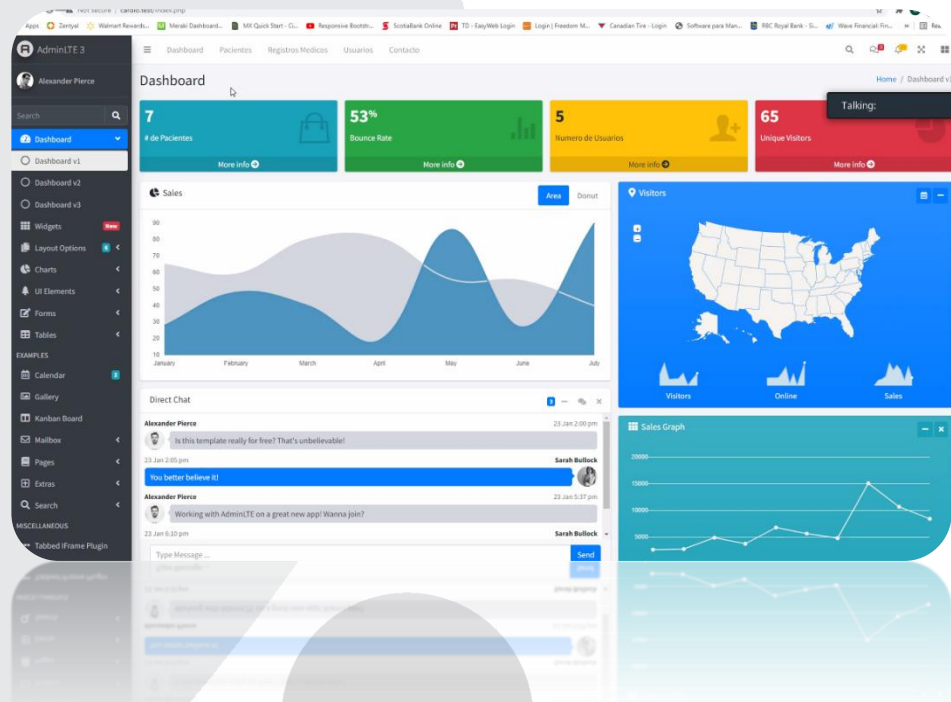 Not secure | cardio.test/index.php
Apps Zentyal Walmart Rewards... Meraki Dashboard... MX Quick Start - Ci... Responsive Bootstr... ScotiaBank Online TD - EasyWeb Login Login | Freedom M... Canadian Tire - Login Software para Man... RBC Royal Bank - Si... Wave Financial: Fin... Rea
AdminLTE 3
Dashboard Pacientes Registros Medicos Usuarios Contacto
Alexander Pierce
Dashboard
Home / Dashboard v1
Talking:
Search
Dashboard
Dashboard v1
Dashboard v2
Dashboard v3
Widgets New
Layout Options 6
Charts
UI Elements
Forms
Tables
EXAMPLES
Calendar 2
Gallery
Kanban Board
Mailbox
Pages
Extras
Search
MISCELLANEOUS
Tabbed IFrame Plugin
7
# de Pacientes
More info
53%
Bounce Rate
More info
5
Numero de Usuarios
More info
65
Unique Visitors
More info
Sales
Area Donut
90
80
70
60
50
40
30
20
10
January February March April May June July
Visitors
Visitors Online Sales
Direct Chat
3
Alexander Pierce 23 Jan 2:00 pm
Is this template really for free? That's unbelievable!
23 Jan 2:05 pm Sarah Bullock
You better believe it!
Alexander Pierce 23 Jan 5:37 pm
Working with AdminLTE on a great new app! Wanna join?
23 Jan 6:10 pm Sarah Bullock
Type Message ...
Send
Sales Graph
20000
15000
10000
5000